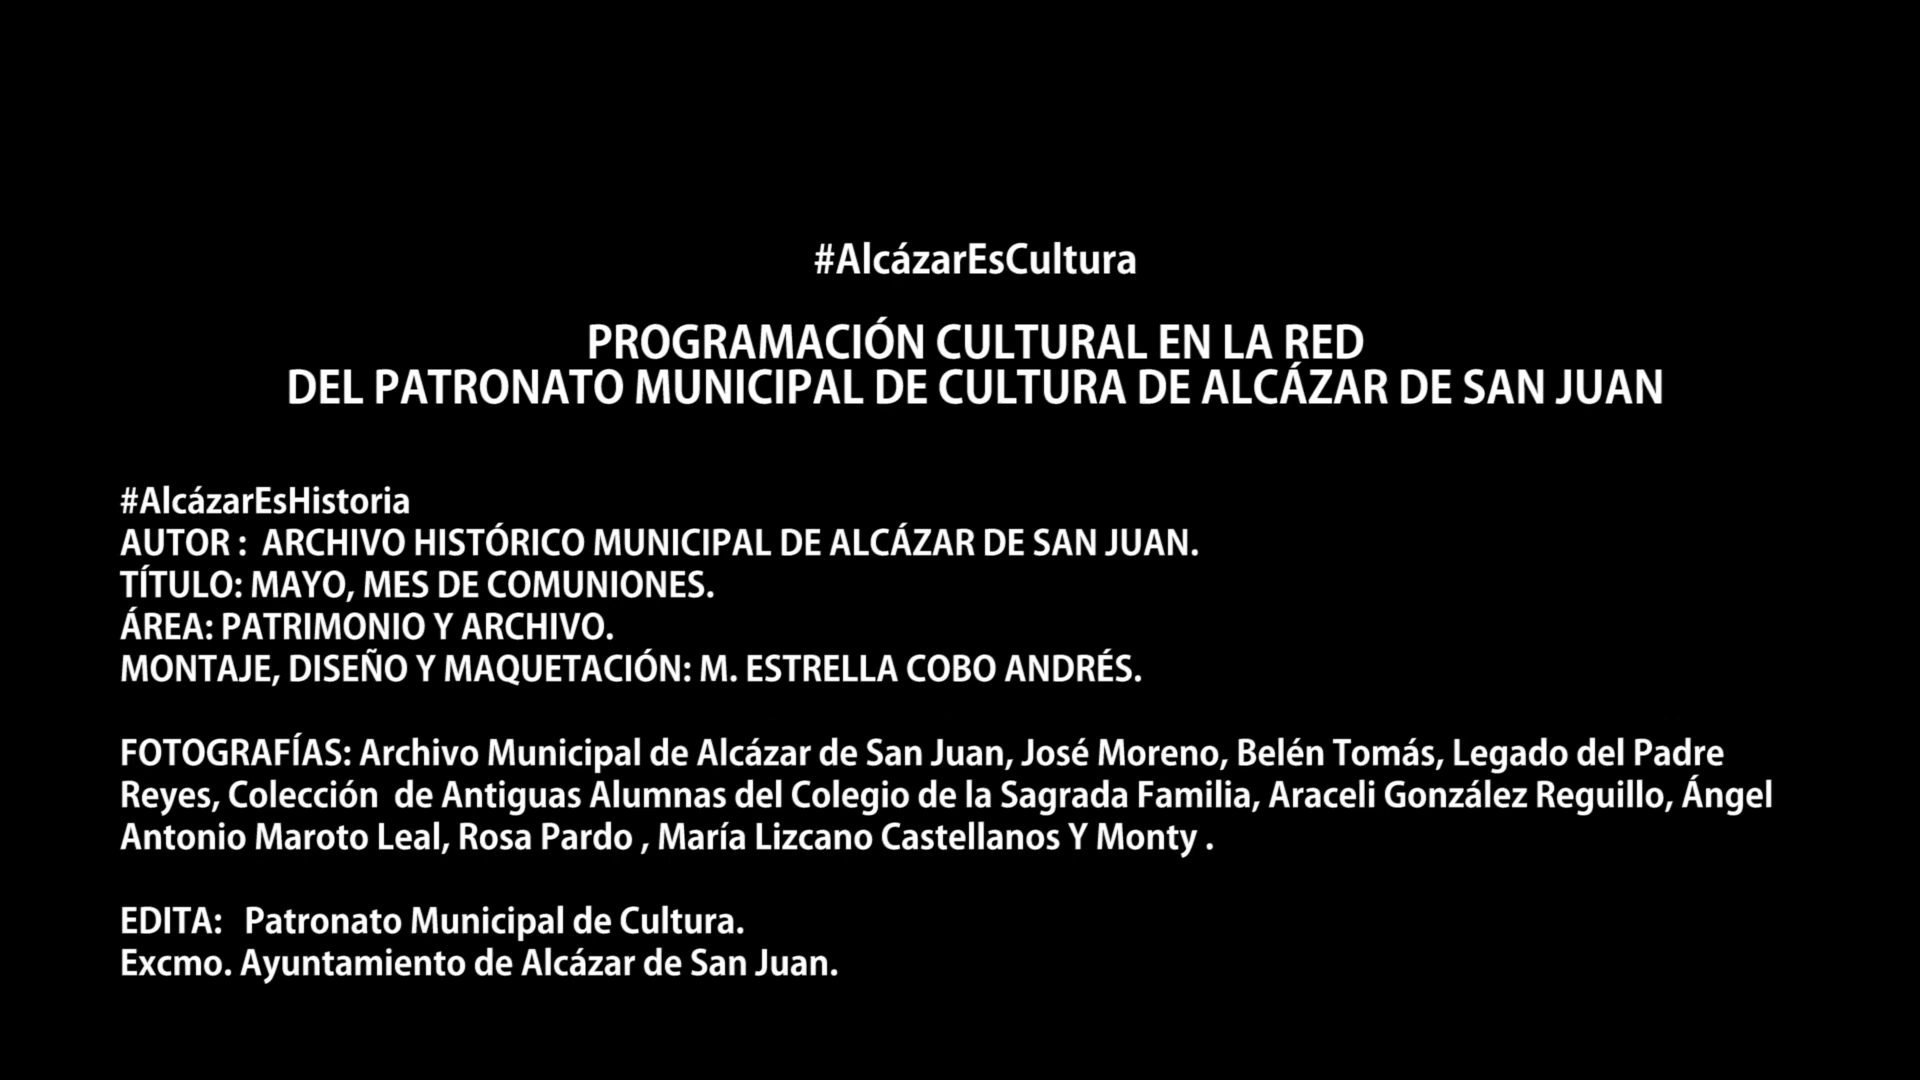 #AlcázarEsCultura
PROGRAMACIÓN CULTURAL EN LA RED
DEL PATRONATO MUNICIPAL DE CULTURA DE ALCÁZAR DE SAN JUAN
#AlcázarEsHistoria
AUTOR :  ARCHIVO HISTÓRICO MUNICIPAL DE ALCÁZAR DE SAN JUAN.
TÍTULO: MAYO, MES DE COMUNIONES.
ÁREA: PATRIMONIO Y ARCHIVO.
MONTAJE, DISEÑO Y MAQUETACIÓN: M. ESTRELLA COBO ANDRÉS.
FOTOGRAFÍAS: Archivo Municipal de Alcázar de San Juan, José Moreno, Belén Tomás, Legado del Padre
Reyes, Colección  de Antiguas Alumnas del Colegio de la Sagrada Familia, Araceli González Reguillo, Ángel
Antonio Maroto Leal, Rosa Pardo , María Lizcano Castellanos Y Monty .
EDITA:   Patronato Municipal de Cultura.
Excmo. Ayuntamiento de Alcázar de San Juan.